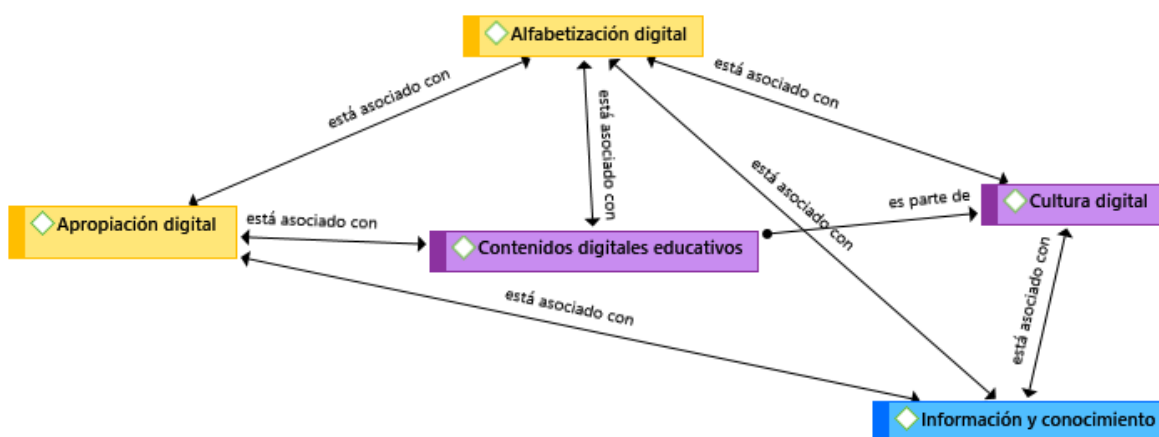 Alfabetización digital
está asociado con
está asociado con
está asociado con
está asociado con
es parte de
Cultura digital
Apropiación digital
está asociado con
Contenidos digitales educativos
está asociado con
está asociado con
Información y conocimiento